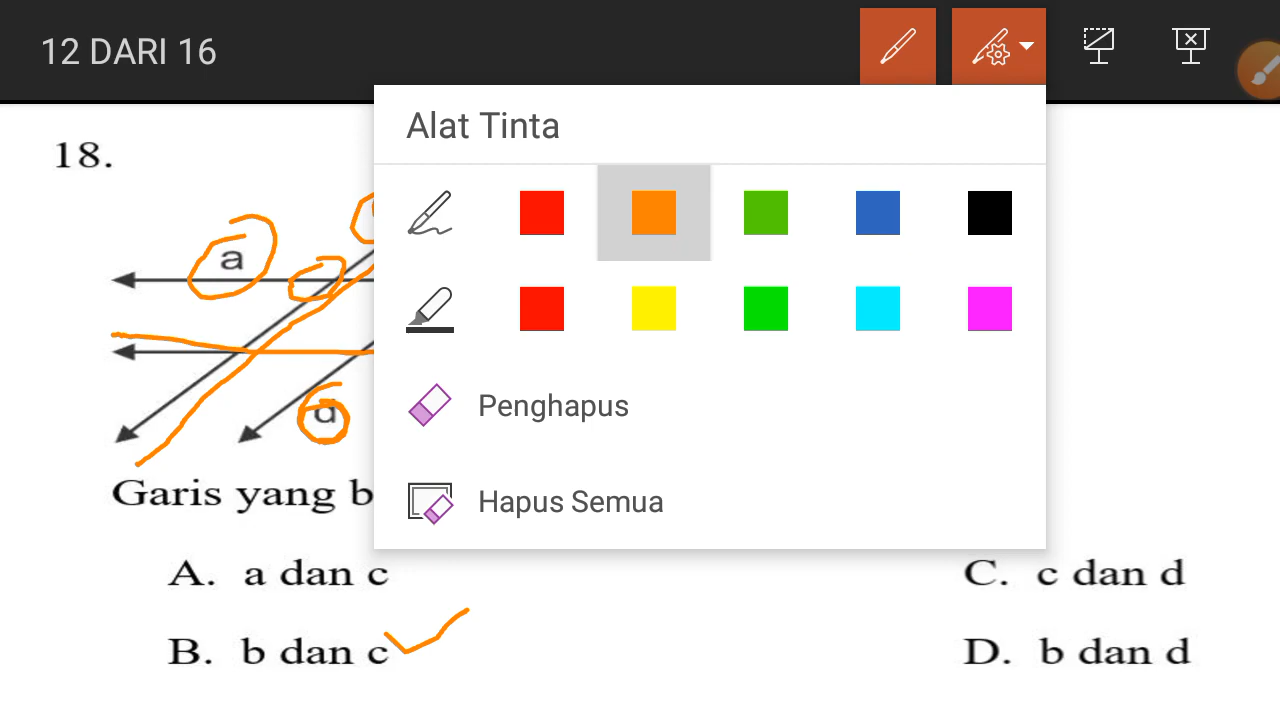 12 DARI 16
Alat Tinta
18.
a
Penghapus
d
Garis yang b
Hapus Semua
A. a dan c
C. c dan d
B. b dan c
D. b dan d